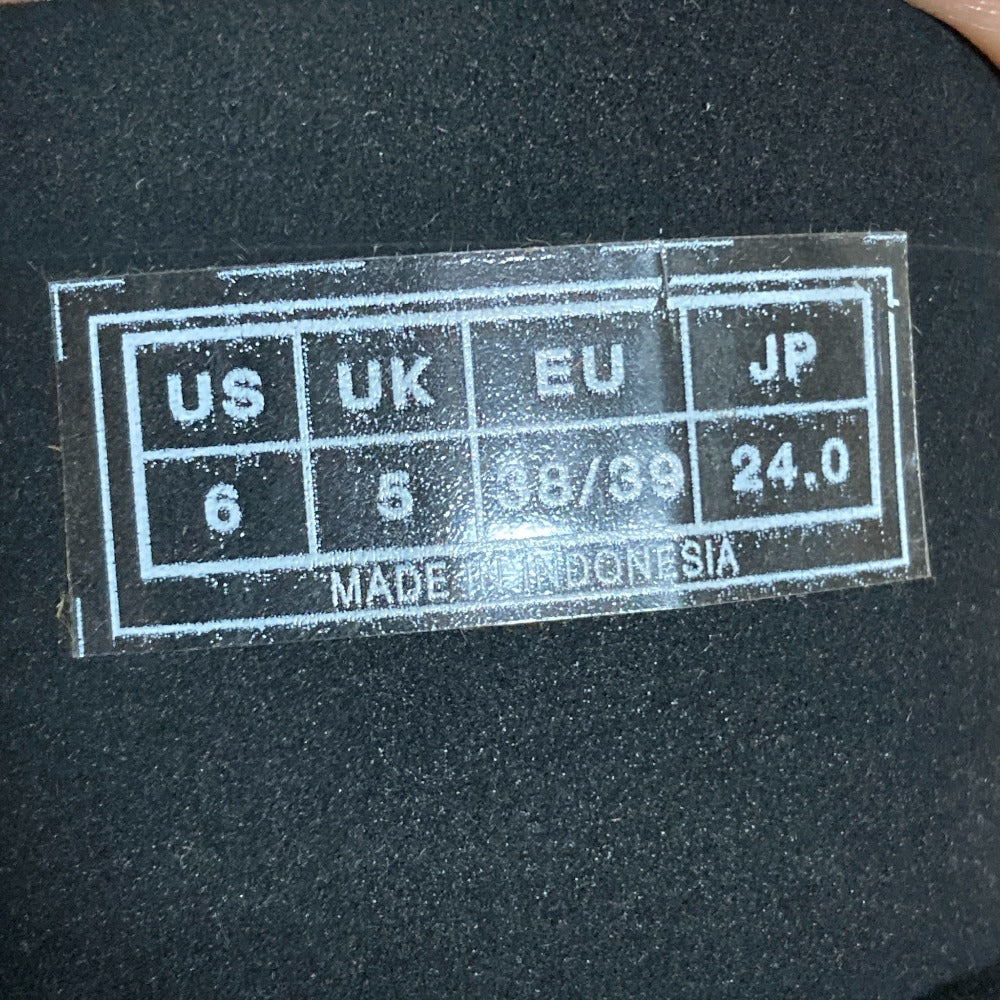 US UK EU JP
6 5 38/39 24.0
MADE IN INDONESIA